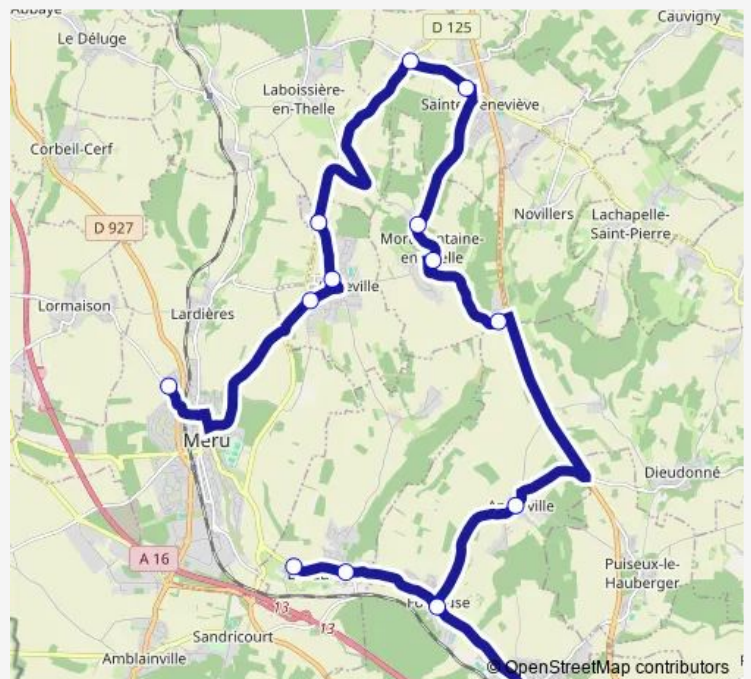 Abbaye
Le Déluge
D 125
Cauvigny
Laboissière-
en-Thelle
Corbeil-Cerf
D 927
Novillers
Lachapelle-
Saint-Pierre
Lormaison
Lardières
Méru
Dieudonné
A 16
Puiseux-le-
Hauberger
13
13
Sandricourt
Amblainville
© OpenStreetMap contributors